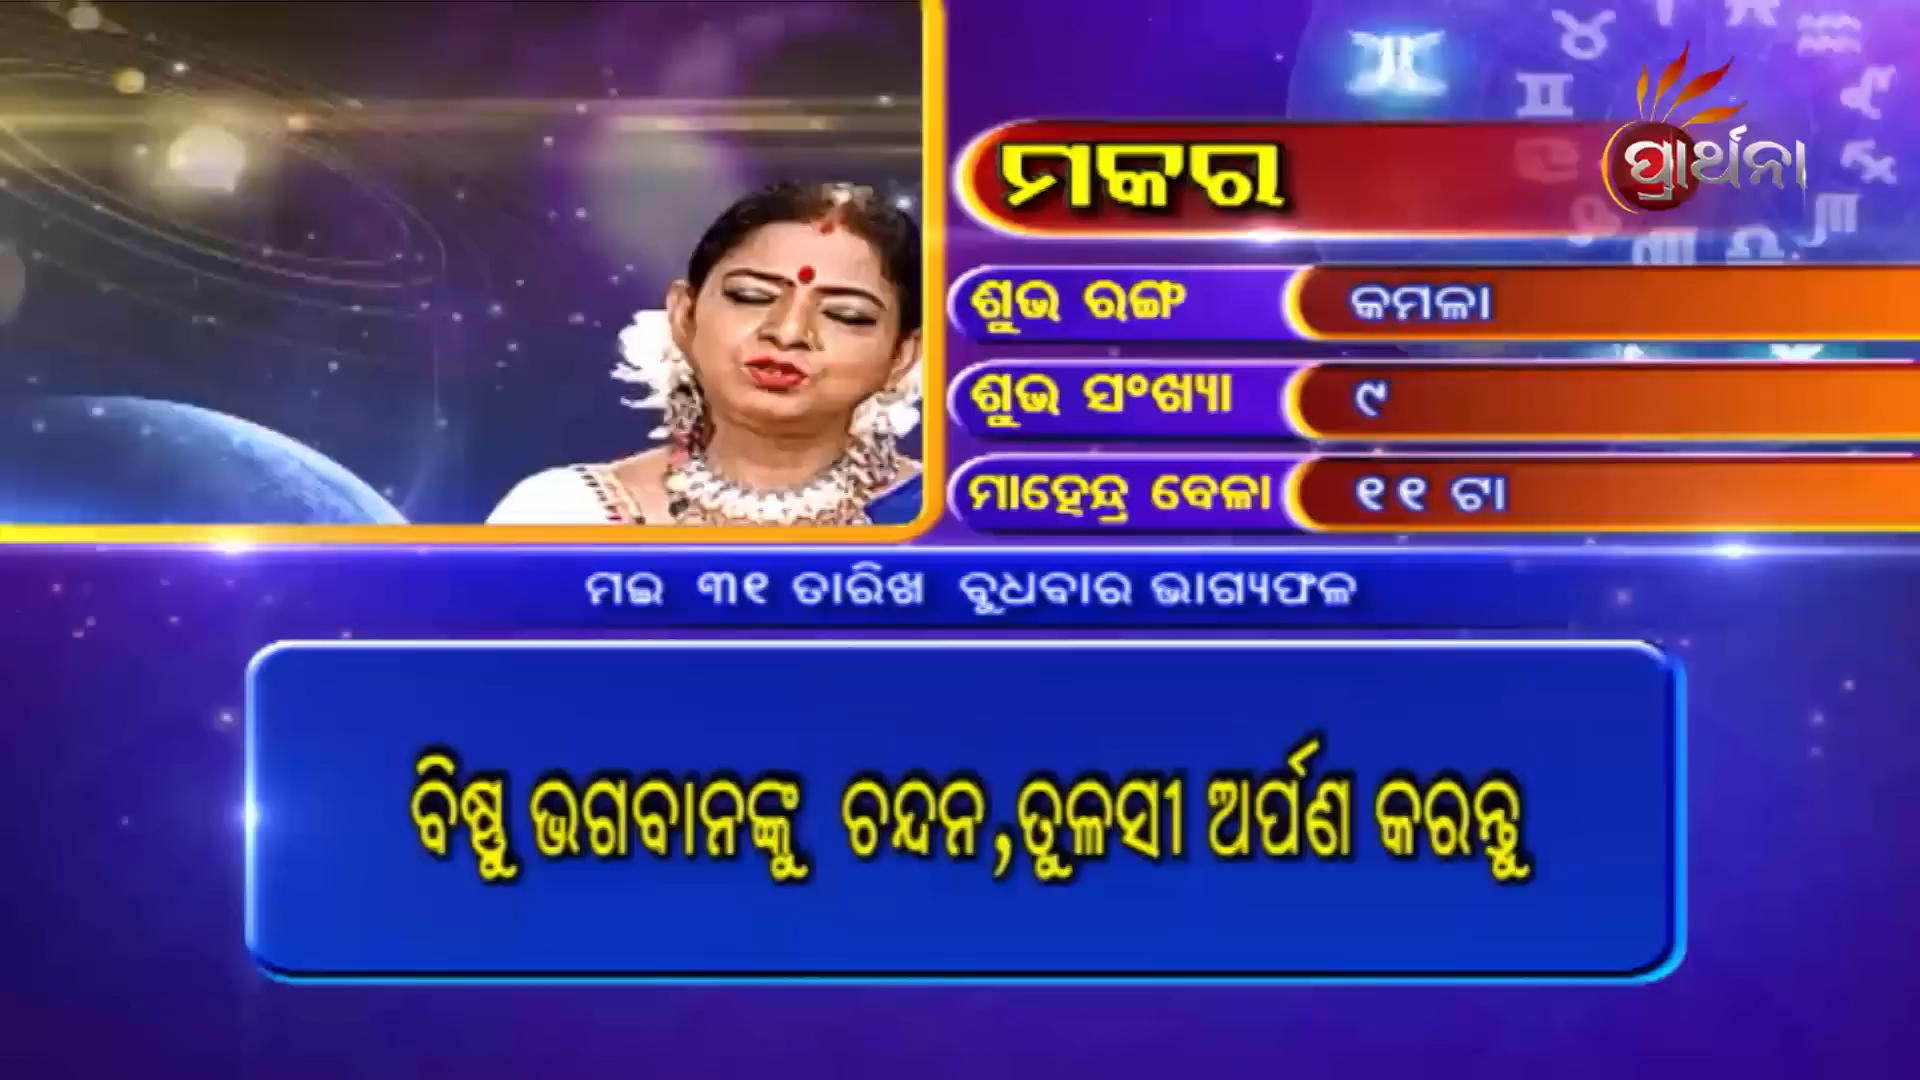 ପ୍ରାର୍ଥନା
ମକର
ଶୁଭ ରଙ୍ଗ କମଳା
ଶୁଭ ସଂଖ୍ୟା ୯
ମାହେନ୍ଦ୍ର ବେଳା ୧୧ ଟା
ମଇ ୩୧ ତାରିଖ ବୁଧବାର ଭାଗ୍ୟଫଳ
ବିଷ୍ଣୁ ଭଗବାନଙ୍କୁ ଚନ୍ଦନ,ତୁଳସୀ ଅର୍ପଣ କରନ୍ତୁ